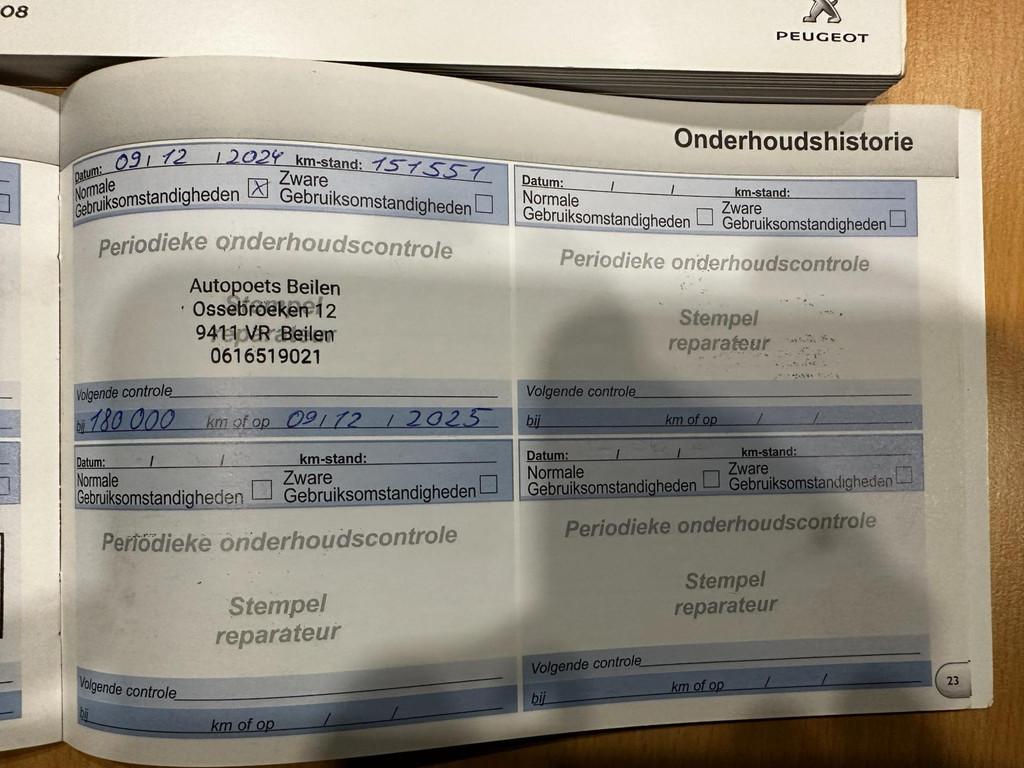 08
PEUGEOT
Onderhoudshistorie
Datum: 09 / 12 / 2024 km-stand: 151551
Normale Gebruiksomstandigheden X Zware Gebruiksomstandigheden
Periodieke onderhoudscontrole
Stempel
reparateur
Autopoets Beilen
Ossebroeken 12
9411 VR Beilen
0616519021
Volgende controle
bij 180 000 km of op 09 / 12 / 2025
Datum: / / km-stand:
Normale Gebruiksomstandigheden Zware Gebruiksomstandigheden
Periodieke onderhoudscontrole
Stempel
reparateur
Volgende controle
bij km of op / /
Datum: / / km-stand:
Normale Gebruiksomstandigheden Zware Gebruiksomstandigheden
Periodieke onderhoudscontrole
Stempel
reparateur
Volgende controle
bij km of op / /
Datum: / / km-stand:
Normale Gebruiksomstandigheden Zware Gebruiksomstandigheden
Periodieke onderhoudscontrole
Stempel
reparateur
Volgende controle
bij km of op / /
23